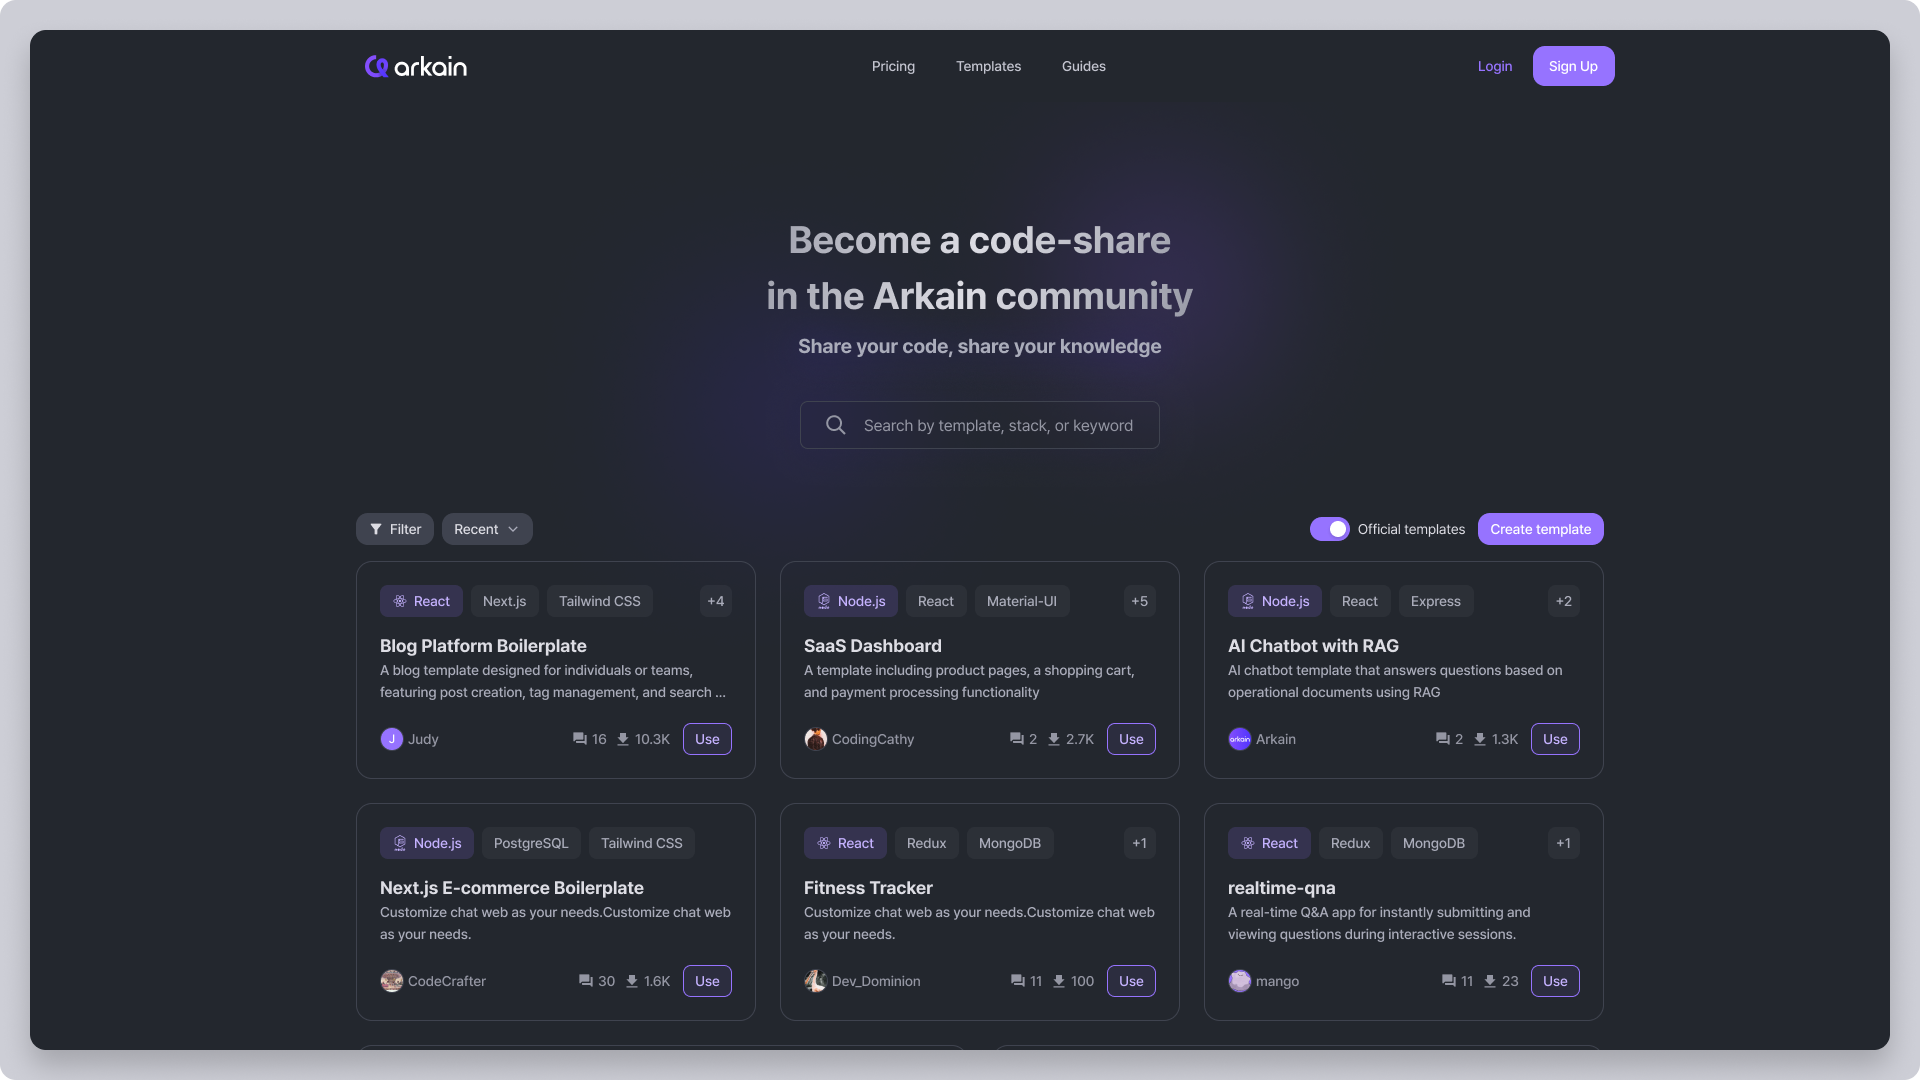 arkain
Pricing
Templates
Guides
Login
Sign Up
Become a code-share
in the Arkain community
Share your code, share your knowledge
Search by template, stack, or keyword
Filter
Recent
Official templates
Create template
React
Next.js
Tailwind CSS
+4
Blog Platform Boilerplate
A blog template designed for individuals or teams,
featuring post creation, tag management, and search ...
J
Judy
16
10.3K
Use
Node.js
React
Material-UI
+5
SaaS Dashboard
A template including product pages, a shopping cart,
and payment processing functionality
CodingCathy
2
2.7K
Use
Node.js
React
Express
+2
AI Chatbot with RAG
AI chatbot template that answers questions based on
operational documents using RAG
arkain
Arkain
2
1.3K
Use
Node.js
PostgreSQL
Tailwind CSS
Next.js E-commerce Boilerplate
Customize chat web as your needs.Customize chat web
as your needs.
CodeCrafter
30
1.6K
Use
React
Redux
MongoDB
+1
Fitness Tracker
Customize chat web as your needs.Customize chat web
as your needs.
Dev_Dominion
11
100
Use
React
Redux
MongoDB
+1
realtime-qna
A real-time Q&A app for instantly submitting and
viewing questions during interactive sessions.
mango
11
23
Use